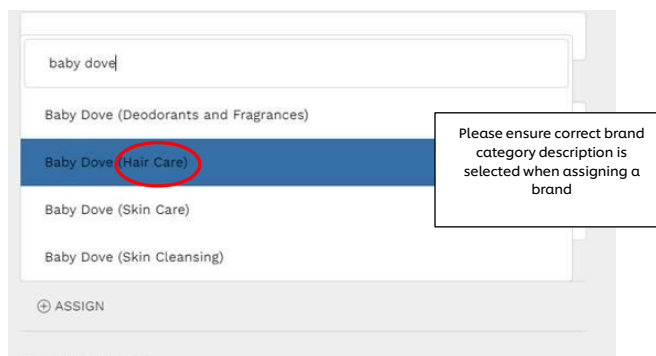 baby dove
Baby Dove (Deodorants and Fragrances)
Baby Dove (Hair Care)
Baby Dove (Skin Care)
Baby Dove (Skin Cleansing)
ASSIGN
Please ensure correct brand
category description is
selected when assigning a
brand